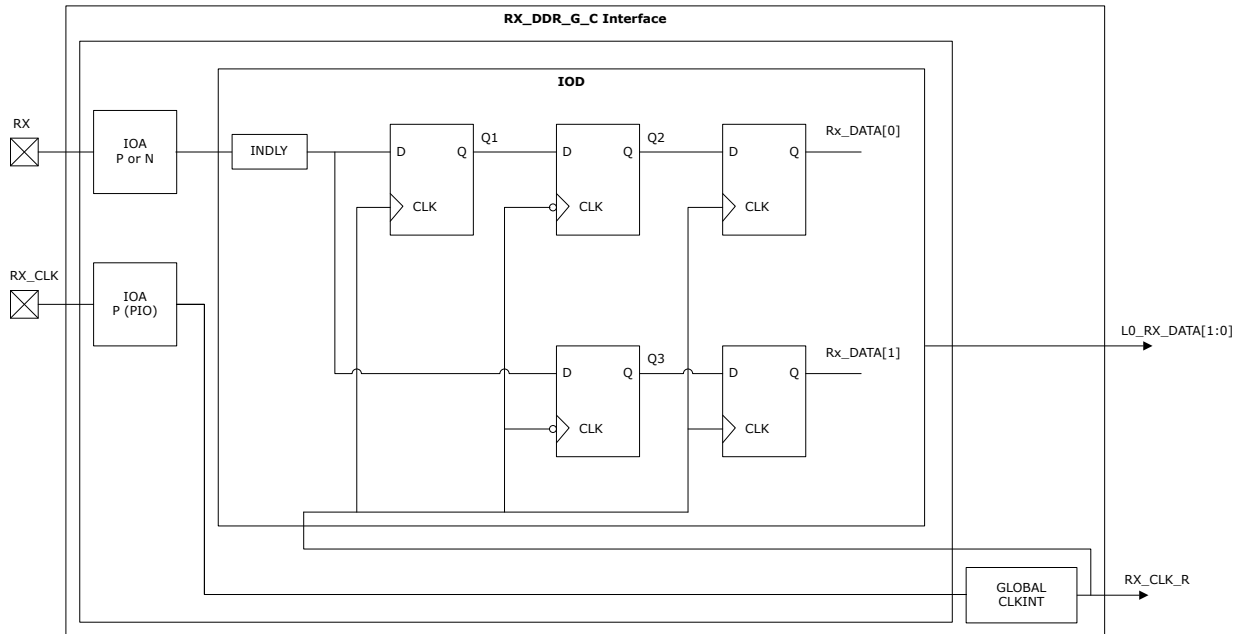 RX_DDR_G_C Interface
IOD
RX
IOA
P or N
INDLY
D
Q
CLK
Q1
D
Q
CLK
Q2
D
Q
CLK
Rx_DATA[0]
RX_CLK
IOA
P (PIO)
D
Q
CLK
Q3
D
Q
CLK
Rx_DATA[1]
L0_RX_DATA[1:0]
GLOBAL
CLKINT
RX_CLK_R